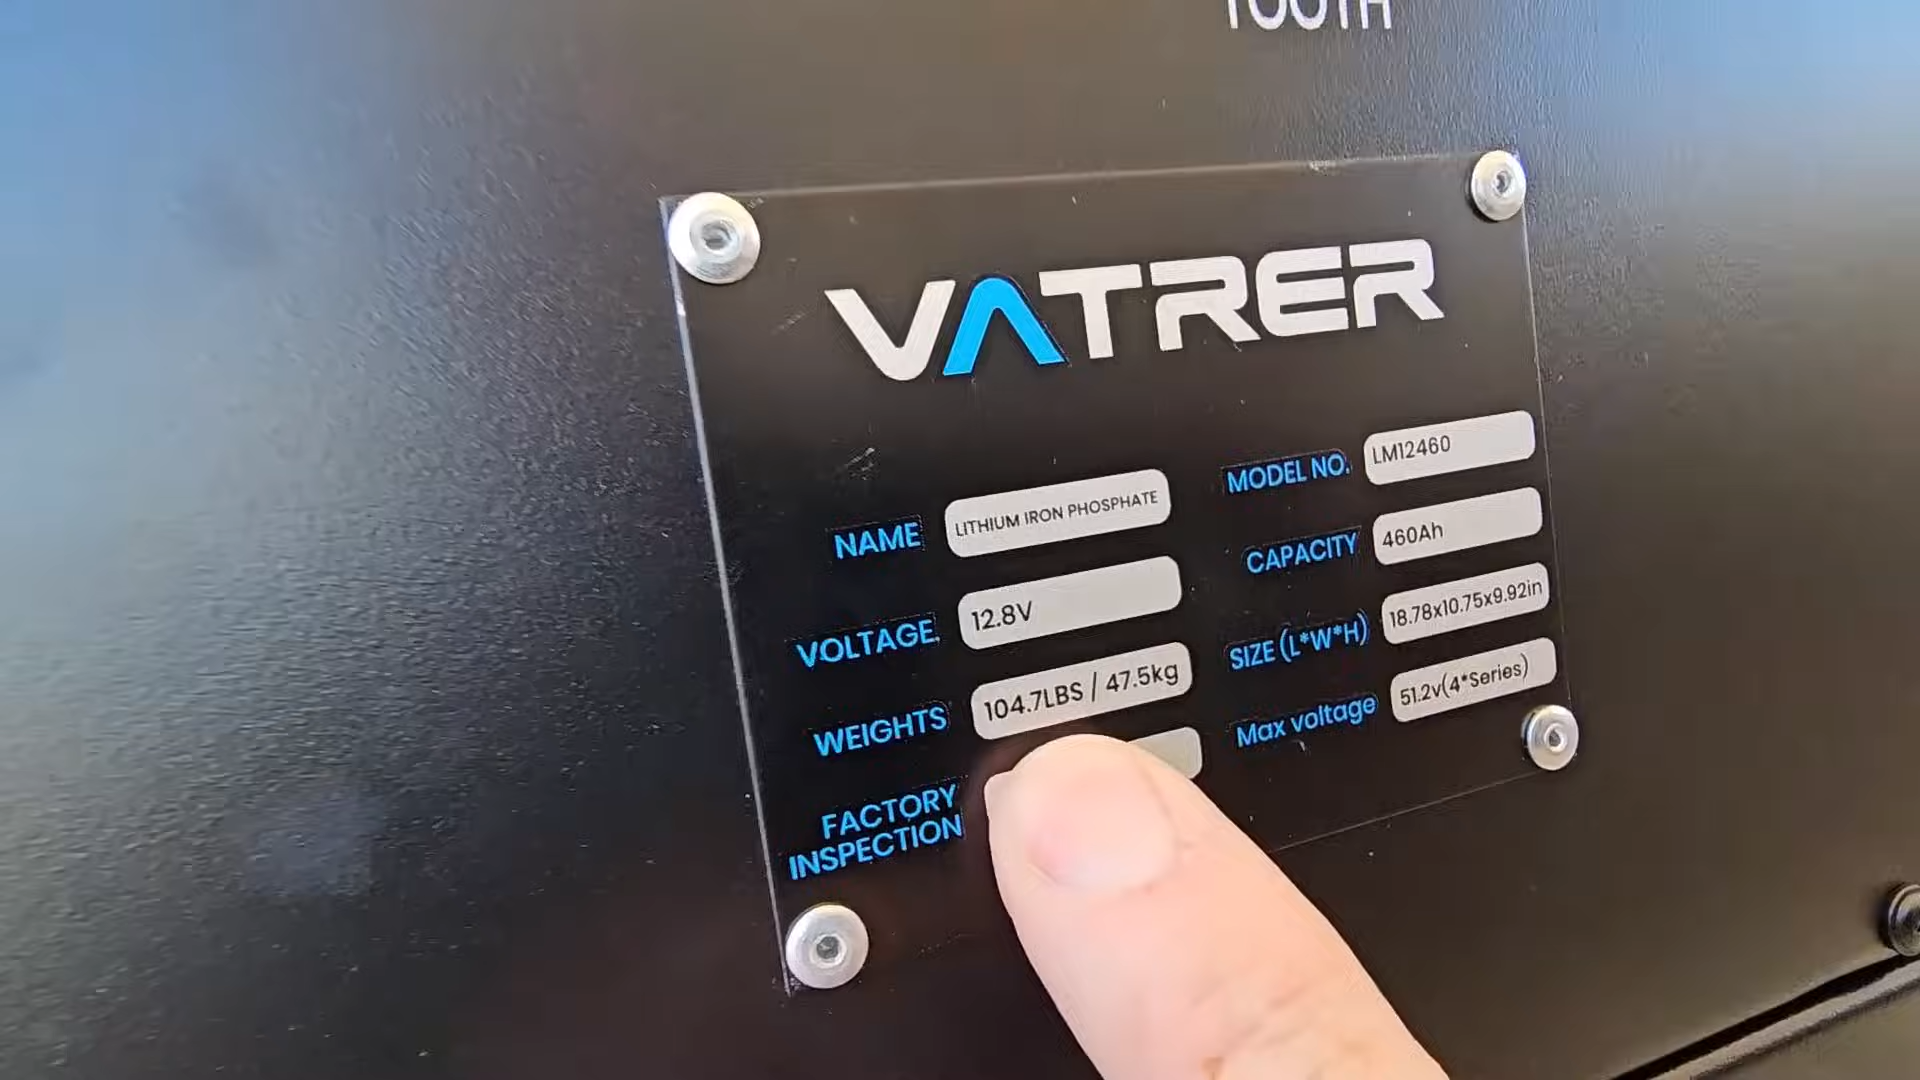 TOOTH
VATRER
NAME LITHIUM IRON PHOSPHATE
MODEL NO. LM12460
VOLTAGE. 12.8V
CAPACITY 460Ah
WEIGHTS 104.7LBS / 47.5kg
SIZE (L*W*H) 18.78x10.75x9.92in
FACTORY
INSPECTION
Max voltage 51.2v(4*Series)